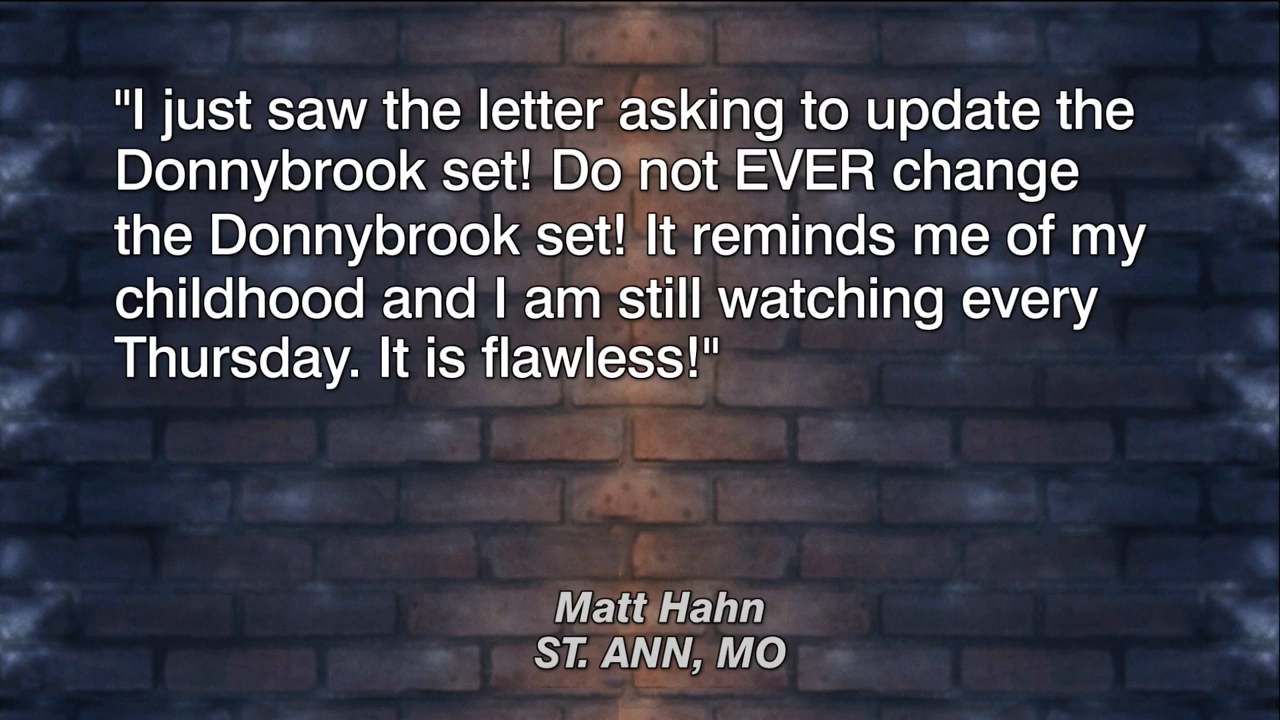 "I just saw the letter asking to update the
Donnybrook set! Do not EVER change
the Donnybrook set! It reminds me of my
childhood and I am still watching every
Thursday. It is flawless!"
Matt Hahn
ST. ANN, MO